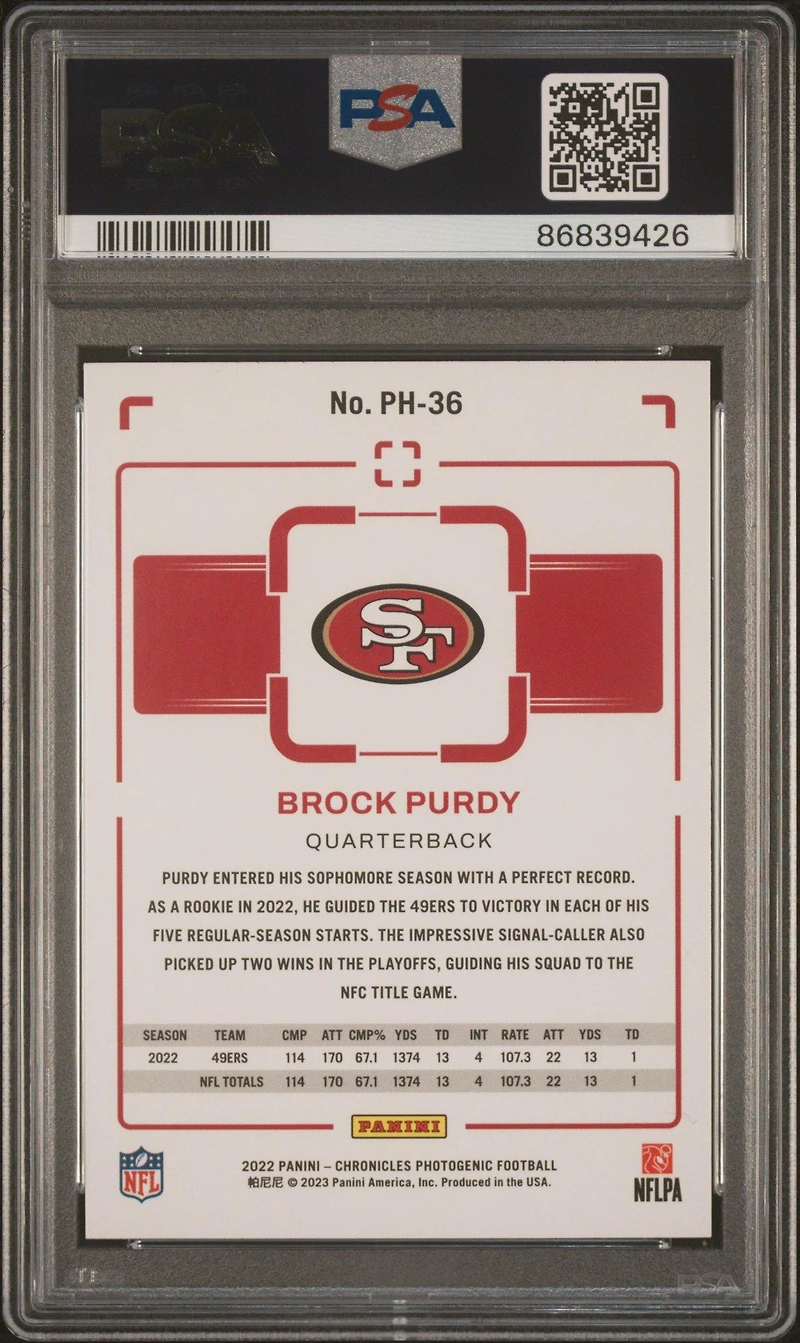 PSA
PSA
86839426
No. PH-36
SF
BROCK PURDY
QUARTERBACK
PURDY ENTERED HIS SOPHOMORE SEASON WITH A PERFECT RECORD.
AS A ROOKIE IN 2022, HE GUIDED THE 49ERS TO VICTORY IN EACH OF HIS
FIVE REGULAR-SEASON STARTS. THE IMPRESSIVE SIGNAL-CALLER ALSO
PICKED UP TWO WINS IN THE PLAYOFFS, GUIDING HIS SQUAD TO THE
NFC TITLE GAME.
SEASON TEAM CMP ATT CMP% YDS TD INT RATE ATT YDS TD
2022 49ERS 114 170 67.1 1374 13 4 107.3 22 13 1
NFL TOTALS 114 170 67.1 1374 13 4 107.3 22 13 1
PANINI
NFL
2022 PANINI – CHRONICLES PHOTOGENIC FOOTBALL
帕尼尼 © 2023 Panini America, Inc. Produced in the USA.
NFLPA
PSA